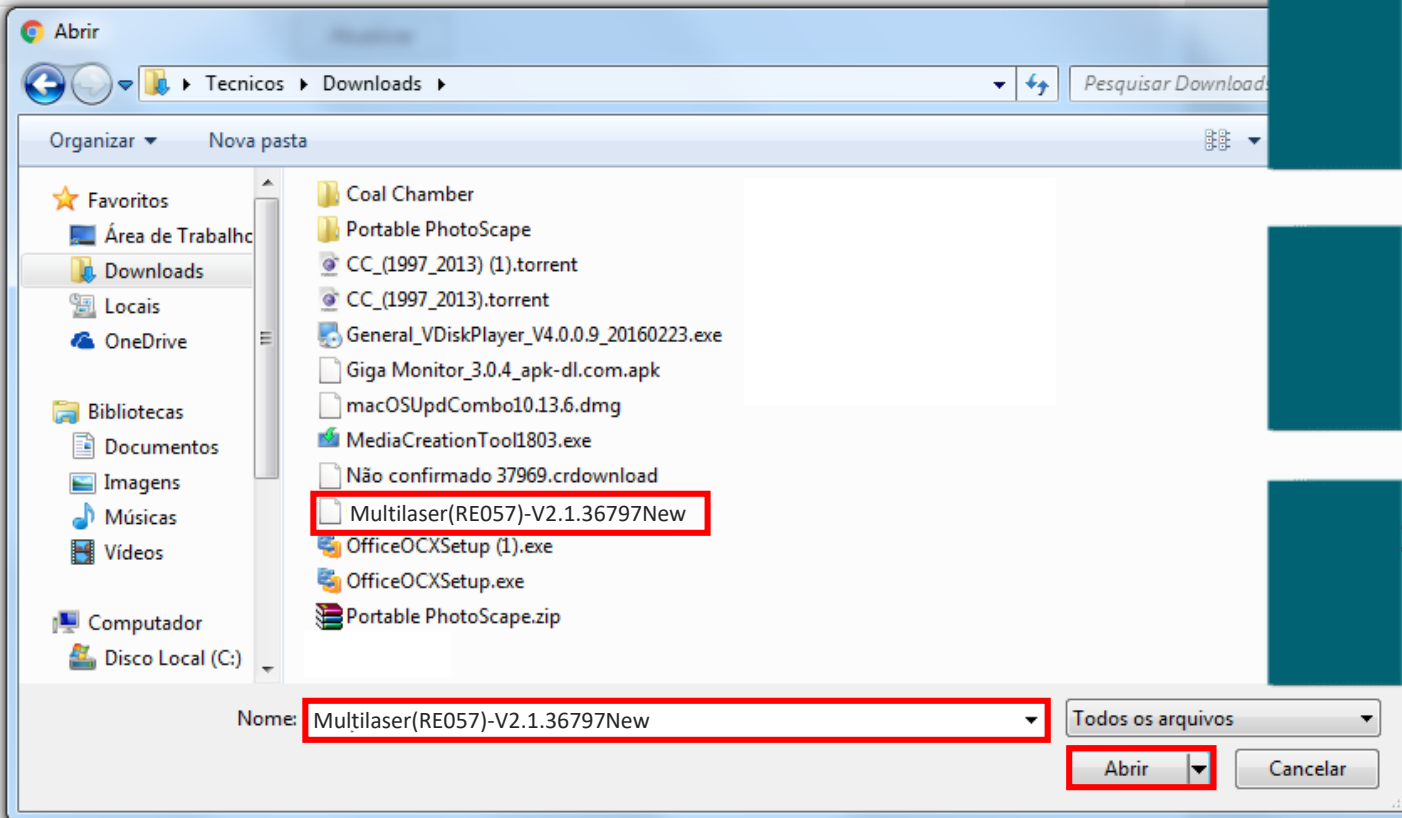 Abrir
Tecnicos Downloads
Pesquisar Downloads
Organizar Nova pasta
Favoritos
Área de Trabalho
Downloads
Locais
OneDrive
Bibliotecas
Documentos
Imagens
Músicas
Vídeos
Computador
Disco Local (C:)
Coal Chamber
Portable PhotoScape
CC_(1997_2013) (1).torrent
CC_(1997_2013).torrent
General_VDiskPlayer_V4.0.0.9_20160223.exe
Giga Monitor_3.0.4_apk-dl.com.apk
macOSUpdCombo10.13.6.dmg
MediaCreationTool1803.exe
Não confirmado 37969.crdownload
Multilaser(RE057)-V2.1.36797New
OfficeOCXSetup (1).exe
OfficeOCXSetup.exe
Portable PhotoScape.zip
Nome: Multilaser(RE057)-V2.1.36797New
Todos os arquivos
Abrir Cancelar